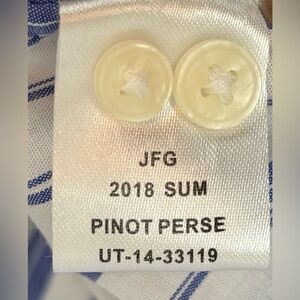 JFG
2018 SUM
PINOT PERSE
UT-14-33119